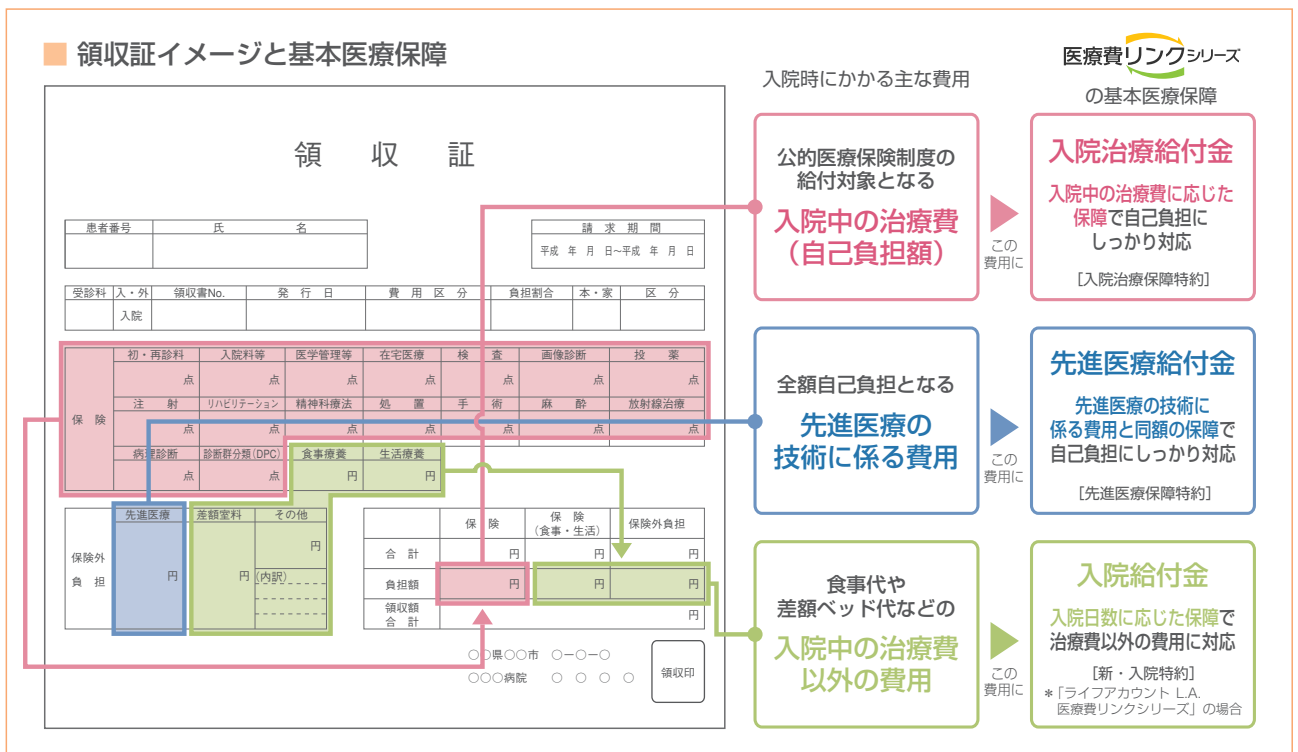 領収証イメージと基本医療保障
入院時にかかる主な費用
医療費リンクシリーズ
の基本医療保障
領収証
患者番号 氏名
請求期間
平成 年 月 日〜平成 年 月 日
受診科 入・外 領収書No. 発行日 費用区分 負担割合 本・家 区分
入院
保険
初・再診料 入院料等 医学管理等 在宅医療 検査 画像診断 投薬
点 点 点 点 点 点 点
注射 リハビリテーション 精神科療法 処置 手術 麻酔 放射線治療
点 点 点 点 点 点 点
病理診断 診断群分類(DPC) 食事療養 生活療養
点 点 円 円
保険外
負担
先進医療 差額室料 その他
円
円 円 (内訳)
保険 保険 保険外負担
(食事・生活)
合計 円 円 円
負担額 円 円 円
領収額
合計 円
○○県○○市 ○ー○ー○
○○○病院 ○ ○ ○ ○
領収印
公的医療保険制度の
給付対象となる
入院中の治療費
(自己負担額)
この
費用に
入院治療給付金
入院中の治療費に応じた
保障で自己負担に
しっかり対応
[入院治療保障特約]
全額自己負担となる
先進医療の
技術に係る費用
この
費用に
先進医療給付金
先進医療の技術に
係る費用と同額の保障で
自己負担にしっかり対応
[先進医療保障特約]
食事代や
差額ベッド代などの
入院中の治療費
以外の費用
この
費用に
入院給付金
入院日数に応じた保障で
治療費以外の費用に対応
[新・入院特約]
*「ライフアカウント L.A.
医療費リンクシリーズ」の場合